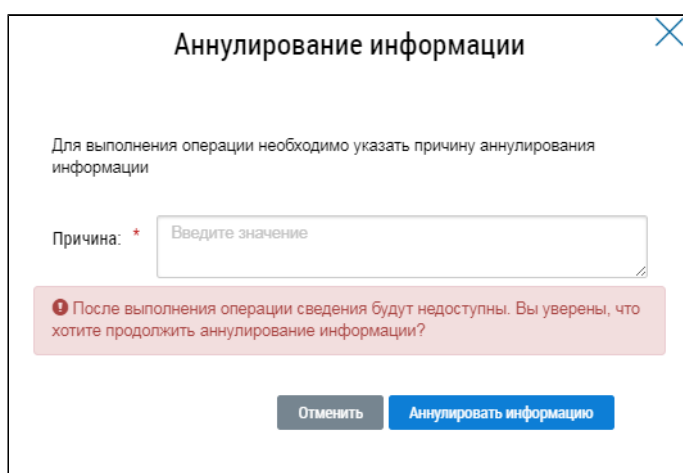 Аннулирование информации
Для выполнения операции необходимо указать причину аннулирования
информации
Причина: * Введите значение
После выполнения операции сведения будут недоступны. Вы уверены, что
хотите продолжить аннулирование информации?
Отменить Аннулировать информацию